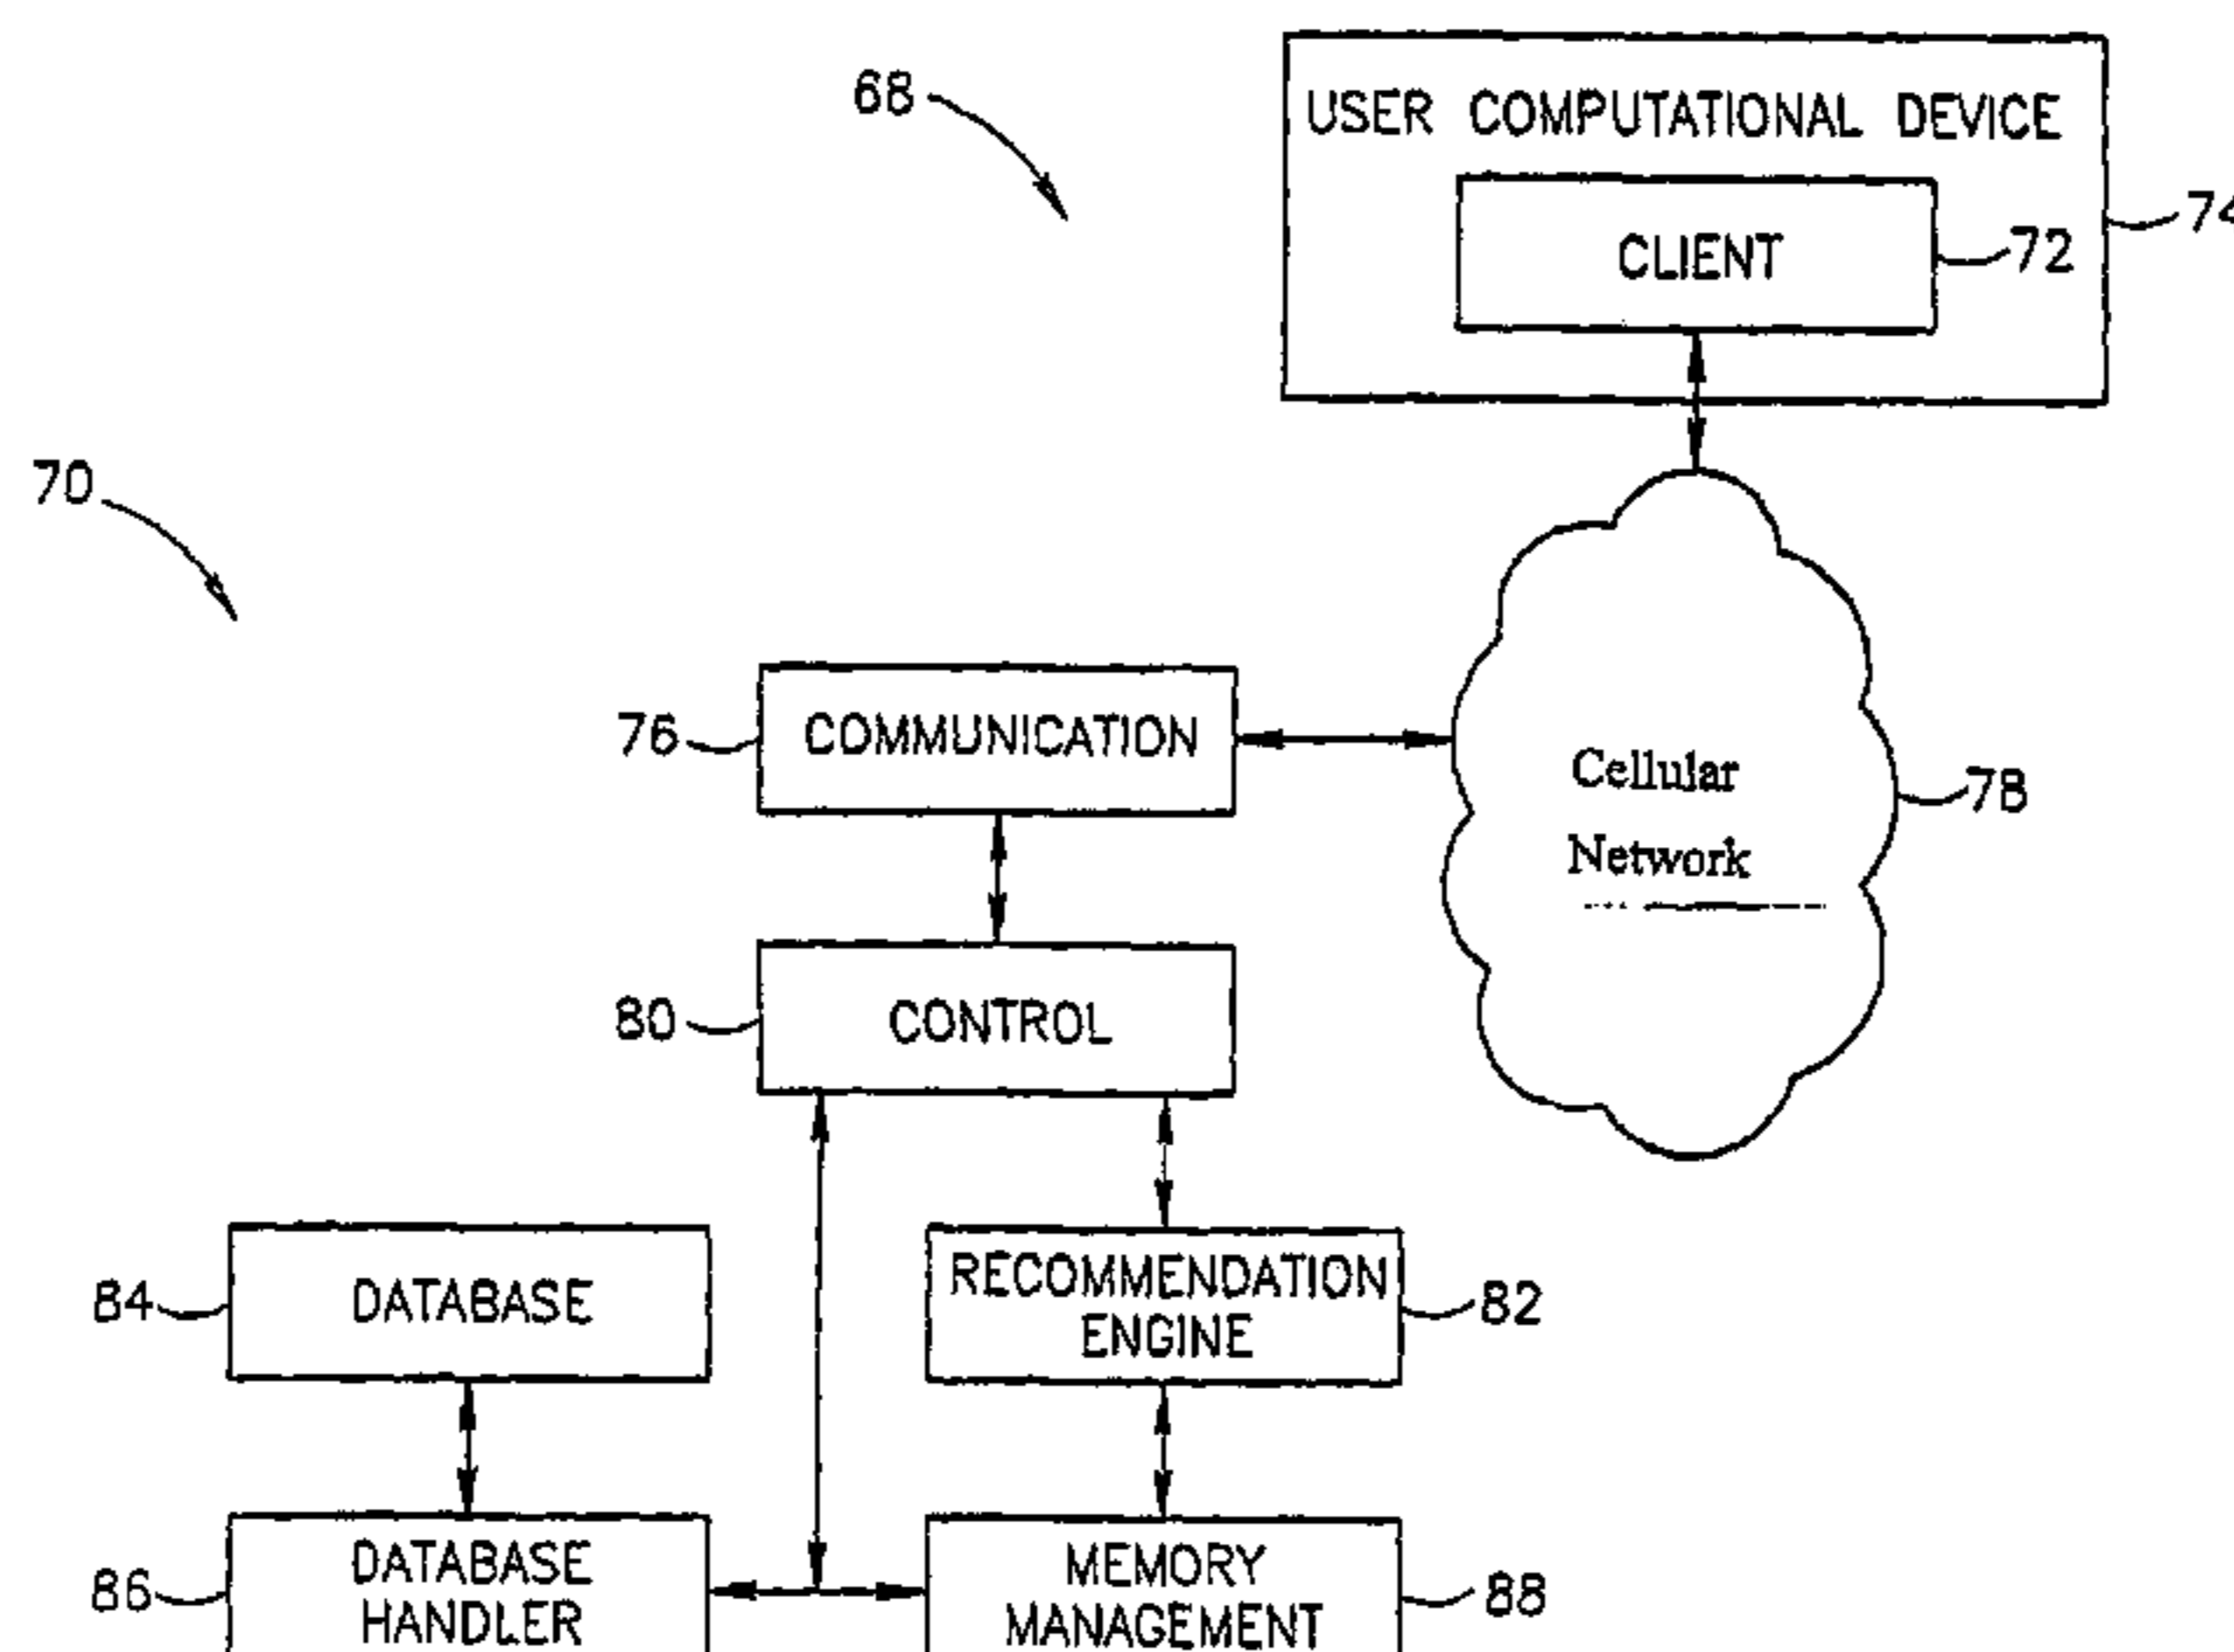 68
USER COMPUTATIONAL DEVICE
74
CLIENT
72
70
76
COMMUNICATION
Cellular
Network
78
80
CONTROL
84
DATABASE
RECOMMENDATION
ENGINE
82
86
DATABASE
HANDLER
MEMORY
MANAGEMENT
88